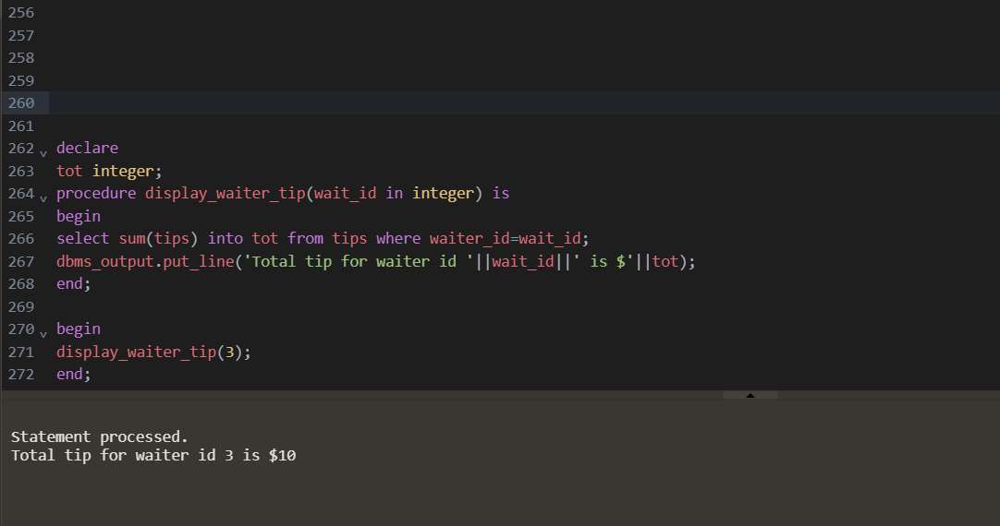 256
257
258
259
260
261
262 declare
263 tot integer;
264 procedure display_waiter_tip(wait_id in integer) is
265 begin
266 select sum(tips) into tot from tips where waiter_id=wait_id;
267 dbms_output.put_line('Total tip for waiter id '||wait_id||' is $'||tot);
268 end;
269
270 begin
271 display_waiter_tip(3);
272 end;
Statement processed.
Total tip for waiter id 3 is $10